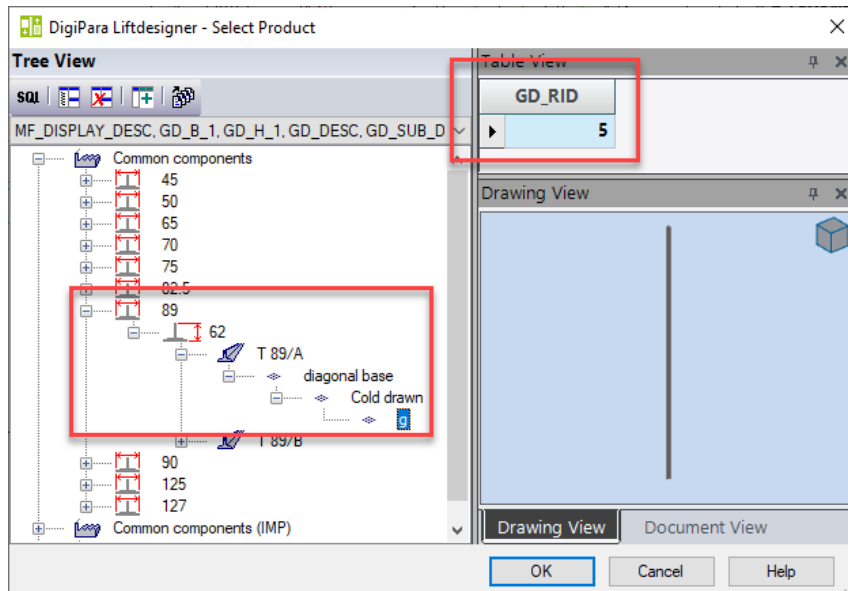 DigiPara Liftdesigner - Select Product
Tree View
SQL
MF_DISPLAY_DESC, GD_B_1, GD_H_1, GD_DESC, GD_SUB_D
Common components
45
50
65
70
75
82.5
89
62
T 89/A
diagonal base
Cold drawn
g
T 89/B
90
125
127
Common components (IMP)
Table View
GD_RID
5
Drawing View
Drawing View Document View
OK Cancel Help